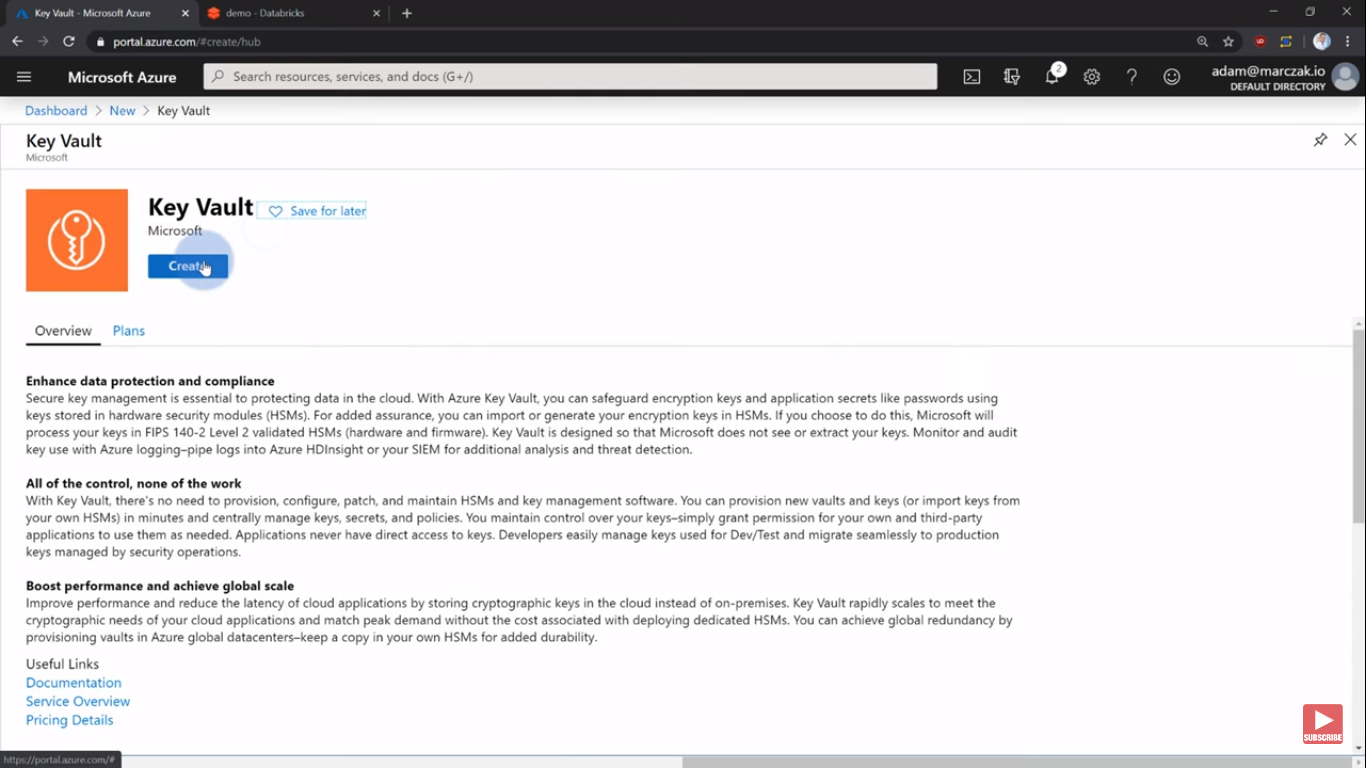 Key Vault - Microsoft Azure
demo - Databricks
portal.azure.com/#create/hub
Microsoft Azure
Search resources, services, and docs (G+/)
2
adam@marczak.io
DEFAULT DIRECTORY
Dashboard > New > Key Vault
Key Vault
Microsoft
Key Vault
Save for later
Microsoft
Create
Overview
Plans
Enhance data protection and compliance
Secure key management is essential to protecting data in the cloud. With Azure Key Vault, you can safeguard encryption keys and application secrets like passwords using
keys stored in hardware security modules (HSMs). For added assurance, you can import or generate your encryption keys in HSMs. If you choose to do this, Microsoft will
process your keys in FIPS 140-2 Level 2 validated HSMs (hardware and firmware). Key Vault is designed so that Microsoft does not see or extract your keys. Monitor and audit
key use with Azure logging–pipe logs into Azure HDInsight or your SIEM for additional analysis and threat detection.
All of the control, none of the work
With Key Vault, there's no need to provision, configure, patch, and maintain HSMs and key management software. You can provision new vaults and keys (or import keys from
your own HSMs) in minutes and centrally manage keys, secrets, and policies. You maintain control over your keys–simply grant permission for your own and third-party
applications to use them as needed. Applications never have direct access to keys. Developers easily manage keys used for Dev/Test and migrate seamlessly to production
keys managed by security operations.
Boost performance and achieve global scale
Improve performance and reduce the latency of cloud applications by storing cryptographic keys in the cloud instead of on-premises. Key Vault rapidly scales to meet the
cryptographic needs of your cloud applications and match peak demand without the cost associated with deploying dedicated HSMs. You can achieve global redundancy by
provisioning vaults in Azure global datacenters–keep a copy in your own HSMs for added durability.
Useful Links
Documentation
Service Overview
Pricing Details
SUBSCRIBE
https://portal.azure.com/#